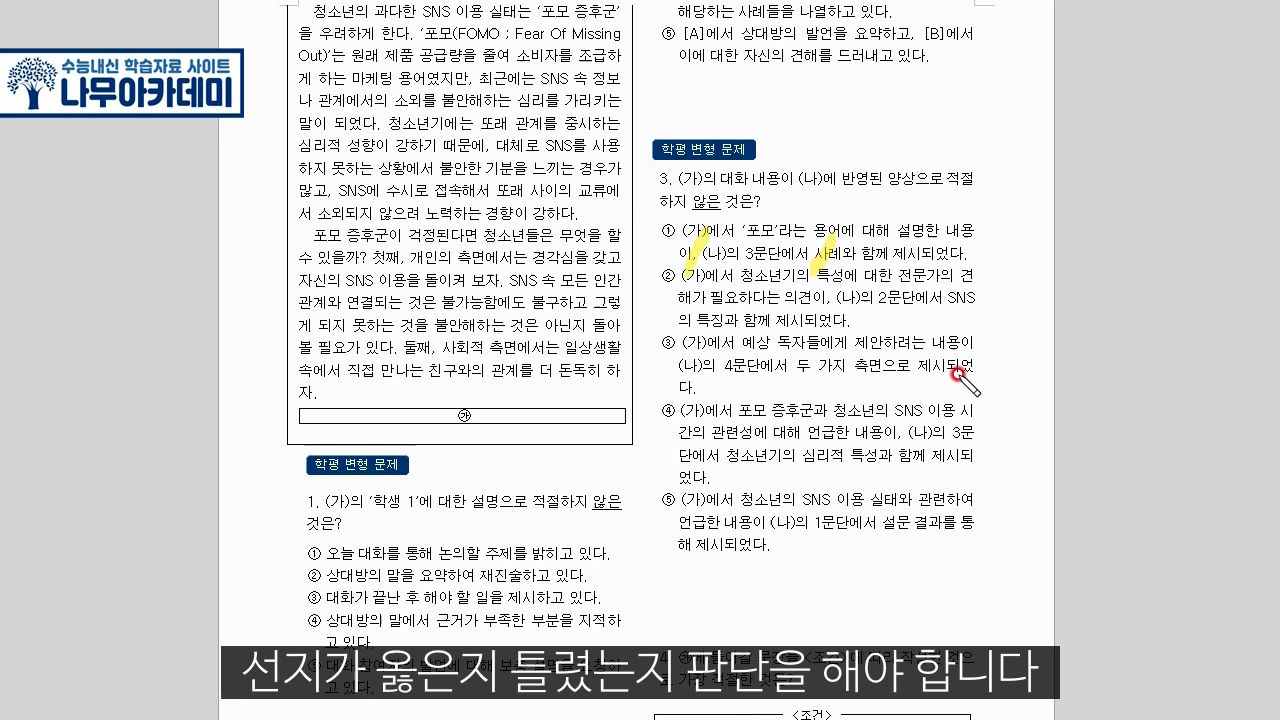 수능내신 학습자료 사이트
나무아카데미
청소년의 과다한 SNS 이용 실태는 ‘포모 증후군’
을 우려하게 한다. ‘포모(FOMO ; Fear Of Missing
Out)’는 원래 제품 공급량을 줄여 소비자를 조급하
게 하는 마케팅 용어였지만, 최근에는 SNS 속 정보
나 관계에서의 소외를 불안해하는 심리를 가리키는
말이 되었다. 청소년기에는 또래 관계를 중시하는
심리적 성향이 강하기 때문에, 대체로 SNS를 사용
하지 못하는 상황에서 불안한 기분을 느끼는 경우가
많고, SNS에 수시로 접속해서 또래 사이의 교류에
서 소외되지 않으려 노력하는 경향이 강하다.
포모 증후군이 걱정된다면 청소년들은 무엇을 할
수 있을까? 첫째, 개인의 측면에서는 경각심을 갖고
자신의 SNS 이용을 돌이켜 보자. SNS 속 모든 인간
관계와 연결되는 것은 불가능함에도 불구하고 그렇
게 되지 못하는 것을 불안해하는 것은 아닌지 돌아
볼 필요가 있다. 둘째, 사회적 측면에서는 일상생활
속에서 직접 만나는 친구와의 관계를 더 돈독히 하
자.
㉮
학평 변형 문제
1. (가)의 ‘학생 1’에 대한 설명으로 적절하지 않은
것은?
① 오늘 대화를 통해 논의할 주제를 밝히고 있다.
② 상대방의 말을 요약하여 재진술하고 있다.
③ 대화가 끝난 후 해야 할 일을 제시하고 있다.
④ 상대방의 말에서 근거가 부족한 부분을 지적하
고 있다.
해당하는 사례들을 나열하고 있다.
⑤ [A]에서 상대방의 발언을 요약하고, [B]에서
이에 대한 자신의 견해를 드러내고 있다.
학평 변형 문제
3. (가)의 대화 내용이 (나)에 반영된 양상으로 적절
하지 않은 것은?
① (가)에서 ‘포모’라는 용어에 대해 설명한 내용
이, (나)의 3문단에서 사례와 함께 제시되었다.
② (가)에서 청소년기의 특성에 대한 전문가의 견
해가 필요하다는 의견이, (나)의 2문단에서 SNS
의 특징과 함께 제시되었다.
③ (가)에서 예상 독자들에게 제안하려는 내용이
(나)의 4문단에서 두 가지 측면으로 제시되었
다.
④ (가)에서 포모 증후군과 청소년의 SNS 이용 시
간의 관련성에 대해 언급한 내용이, (나)의 3문
단에서 청소년기의 심리적 특성과 함께 제시되
었다.
⑤ (가)에서 청소년의 SNS 이용 실태와 관련하여
언급한 내용이 (나)의 1문단에서 설문 결과를 통
해 제시되었다.
<조건>
선지가 옳은지 틀렸는지 판단을 해야 합니다